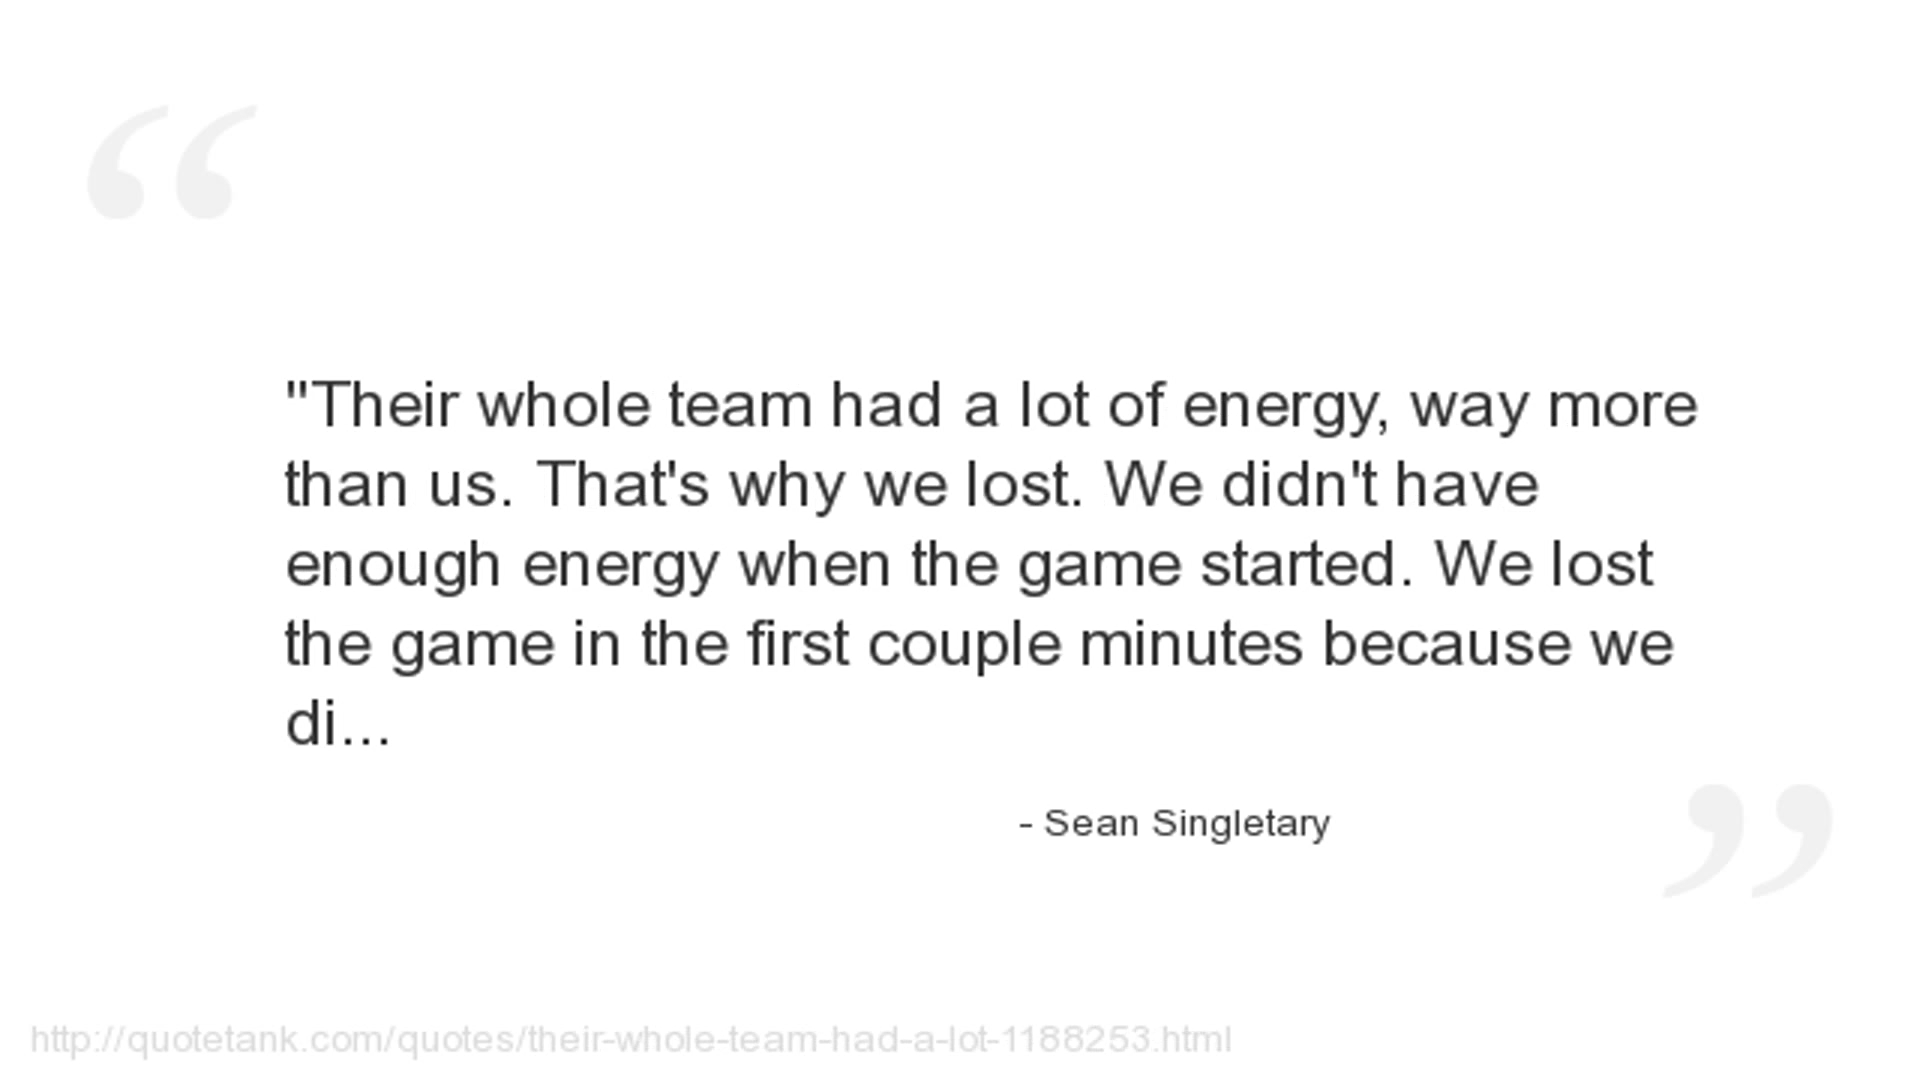 "Their whole team had a lot of energy, way more
than us. That's why we lost. We didn't have
enough energy when the game started. We lost
the game in the first couple minutes because we
di...
- Sean Singletary
http://quotetank.com/quotes/their-whole-team-had-a-lot-1188253.html